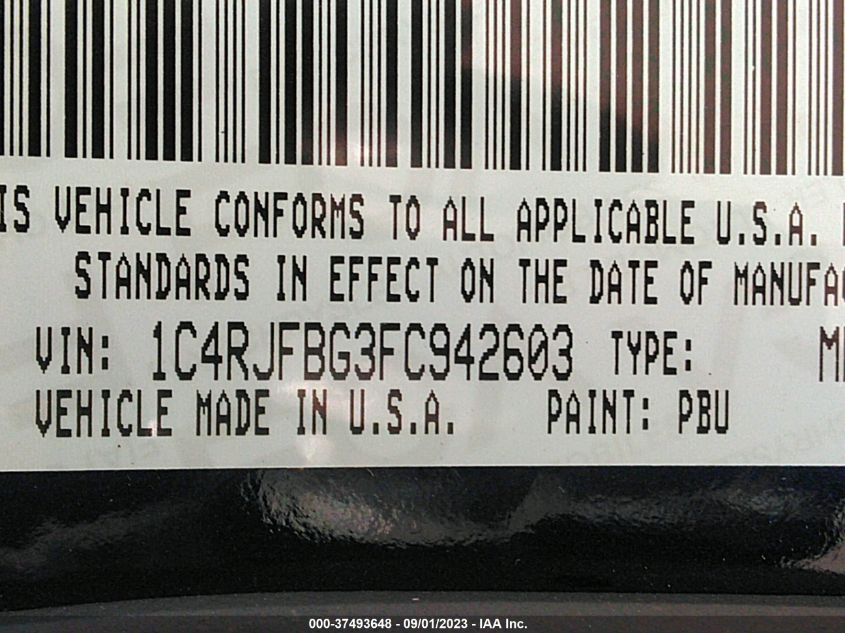 IS VEHICLE CONFORMS TO ALL APPLICABLE U.S.A.
STANDARDS IN EFFECT ON THE DATE OF MANUFAC
VIN: 1C4RJFBG3FC942603 TYPE: M
VEHICLE MADE IN U.S.A. PAINT: PBU
000-37493648 - 09/01/2023 - IAA Inc.